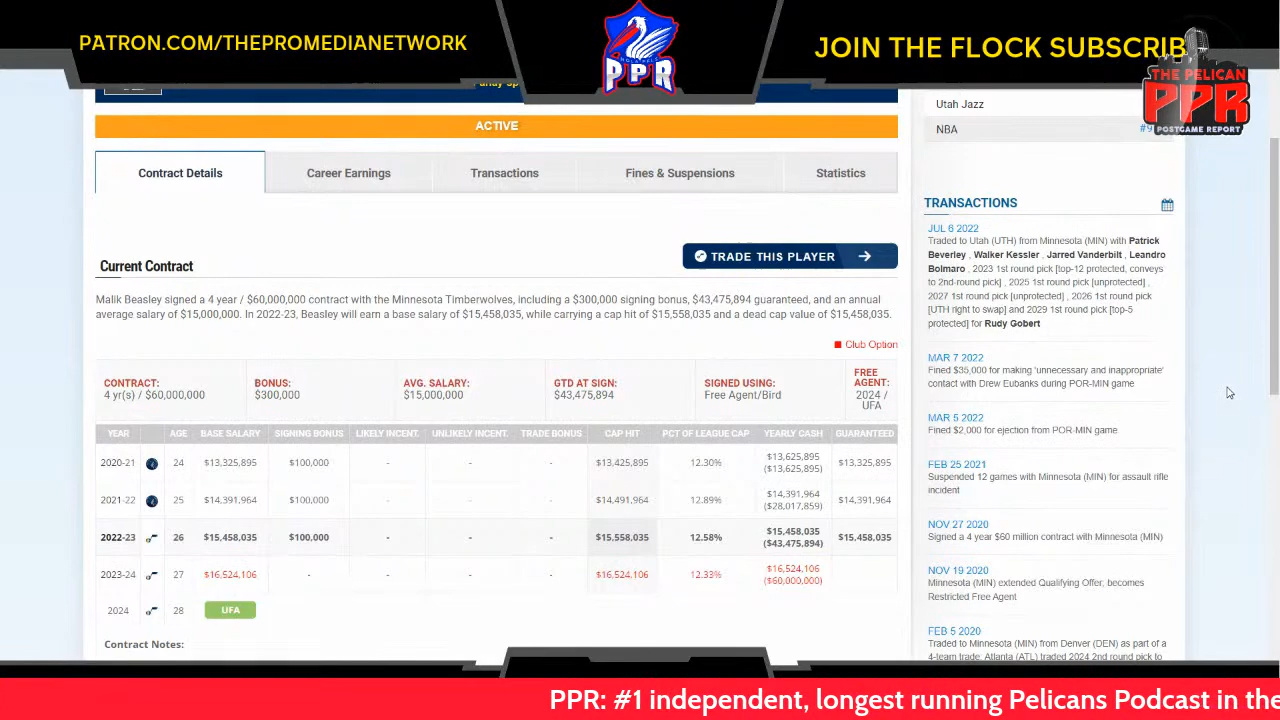 PATRON.COM/THEPROMEDIANETWORK
PPR
JOIN THE FLOCK SUBSCRIB
THE PELICAN
PPR
POSTGAME REPORT
Utah Jazz
NBA
ACTIVE
Contract Details
Career Earnings
Transactions
Fines & Suspensions
Statistics
Current Contract
TRADE THIS PLAYER
Malik Beasley signed a 4 year / $60,000,000 contract with the Minnesota Timberwolves, including a $300,000 signing bonus, $43,475,894 guaranteed, and an annual
average salary of $15,000,000. In 2022-23, Beasley will earn a base salary of $15,458,035, while carrying a cap hit of $15,558,035 and a dead cap value of $15,458,035.
Club Option
CONTRACT: BONUS: AVG. SALARY: GTD AT SIGN: SIGNED USING: FREE AGENT:
4 yr(s) / $60,000,000 $300,000 $15,000,000 $43,475,894 Free Agent/Bird 2024 / UFA
YEAR AGE BASE SALARY SIGNING BONUS LIKELY INCENT. UNLIKELY INCENT. TRADE BONUS CAP HIT PCT OF LEAGUE CAP YEARLY CASH GUARANTEED
2020-21 24 $13,325,895 $100,000 - - - $13,425,895 12.30% $13,625,895 ($13,625,895) $13,325,895
2021-22 25 $14,391,964 $100,000 - - - $14,491,964 12.89% $14,391,964 ($28,017,859) $14,391,964
2022-23 26 $15,458,035 $100,000 - - - $15,558,035 12.58% $15,458,035 ($43,475,894) $15,458,035
2023-24 27 $16,524,106 - - - - $16,524,106 12.33% $16,524,106 ($60,000,000)
2024 28 UFA
Contract Notes:
TRANSACTIONS
JUL 6 2022
Traded to Utah (UTH) from Minnesota (MIN) with Patrick
Beverley , Walker Kessler , Jarred Vanderbilt , Leandro
Bolmaro , 2023 1st round pick [top-12 protected, conveys
to 2nd-round pick] , 2025 1st round pick [unprotected] ,
2027 1st round pick [unprotected] , 2026 1st round pick
[UTH right to swap] and 2029 1st round pick [top-5
protected] for Rudy Gobert
MAR 7 2022
Fined $35,000 for making 'unnecessary and inappropriate'
contact with Drew Eubanks during POR-MIN game
MAR 5 2022
Fined $2,000 for ejection from POR-MIN game
FEB 25 2021
Suspended 12 games with Minnesota (MIN) for assault rifle
incident
NOV 27 2020
Signed a 4 year $60 million contract with Minnesota (MIN)
NOV 19 2020
Minnesota (MIN) extended Qualifying Offer; becomes
Restricted Free Agent
FEB 5 2020
Traded to Minnesota (MIN) from Denver (DEN) as part of a
4-team trade: Atlanta (ATL) traded 2024 2nd round pick to
PPR: #1 independent, longest running Pelicans Podcast in the